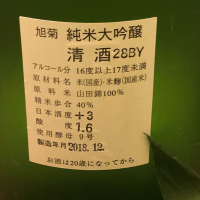 旭菊 純米大吟醸
清酒28BY
アルコール分 16度以上17度未満
原材料名 米(国産)・米麹(国産米)
原料米 山田錦100%
精米歩合 40%
日本酒度 +3
酸度 1.6
使用酵母 9号
製造年月 2018.12.
お酒は20歳になってから